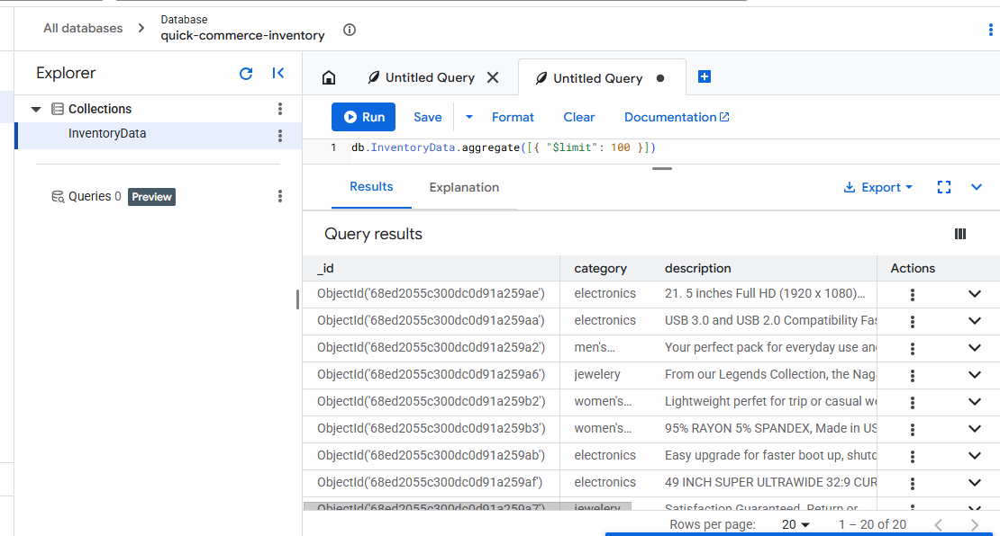 All databases
Database
quick-commerce-inventory
Explorer
Untitled Query
Untitled Query
Collections
InventoryData
Queries 0 Preview
Run Save Format Clear Documentation
1 db.InventoryData.aggregate([{ "$limit": 100 }])
Results Explanation Export
Query results
_id category description Actions
ObjectId('68ed2055c300dc0d91a259ae') electronics 21. 5 inches Full HD (1920 x 1080)...
ObjectId('68ed2055c300dc0d91a259aa') electronics USB 3.0 and USB 2.0 Compatibility Fas
ObjectId('68ed2055c300dc0d91a259a2') men's... Your perfect pack for everyday use an
ObjectId('68ed2055c300dc0d91a259a6') jewelery From our Legends Collection, the Nag
ObjectId('68ed2055c300dc0d91a259b2') women's... Lightweight perfet for trip or casual we
ObjectId('68ed2055c300dc0d91a259b3') women's... 95% RAYON 5% SPANDEX, Made in US
ObjectId('68ed2055c300dc0d91a259ab') electronics Easy upgrade for faster boot up, shutd
ObjectId('68ed2055c300dc0d91a259af') electronics 49 INCH SUPER ULTRAWIDE 32:9 CUR
ObjectId('68ed2055c300dc0d91a259a7') jewelery Satisfaction Guaranteed. Return or
Rows per page: 20 1 – 20 of 20